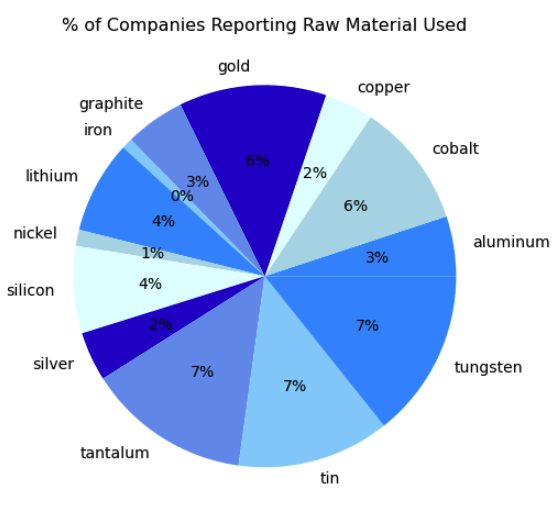 % of Companies Reporting Raw Material Used
gold
copper
graphite
iron
cobalt
lithium
nickel
aluminum
silicon
silver
tungsten
tantalum
tin
6%
2%
3%
0%
6%
4%
1%
3%
4%
2%
7%
7%
7%